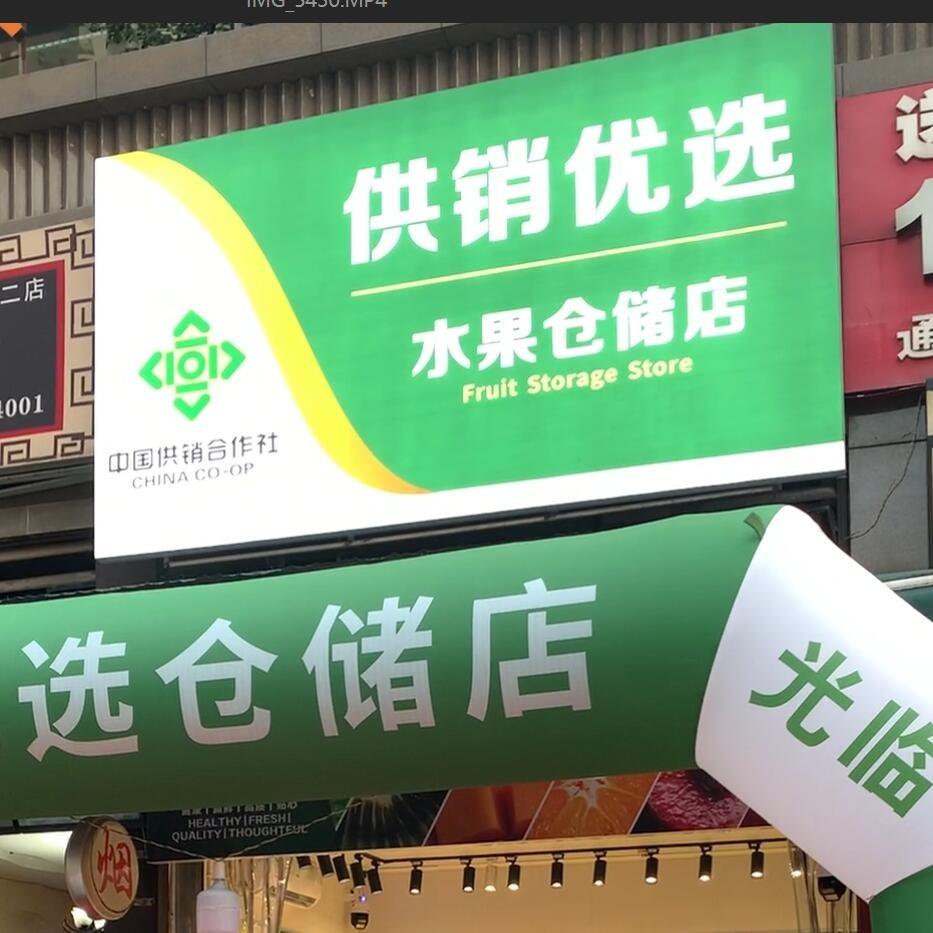 IMG_5430.MP4
供销优选
水果仓储店
Fruit Storage Store
中国供销合作社
CHINA CO-OP
二店
4001
通
选仓储店
光临
HEALTHY|FRESH|
QUALITY|THOUGHTFUL
烟